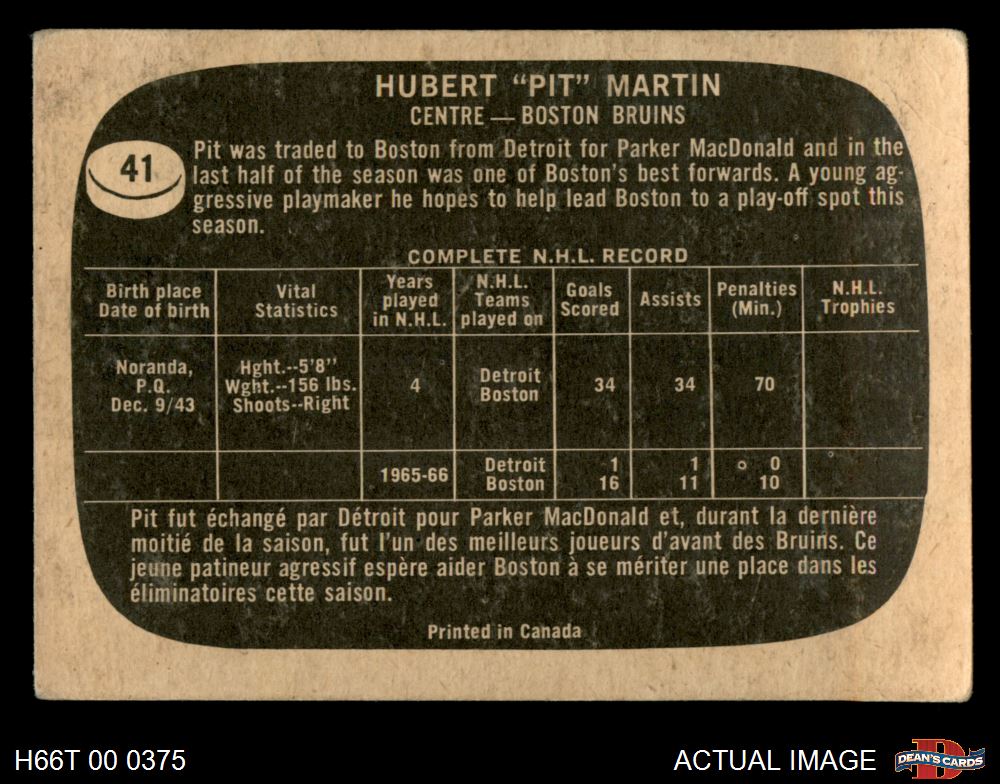 HUBERT “PIT” MARTIN
CENTRE — BOSTON BRUINS
41
Pit was traded to Boston from Detroit for Parker MacDonald and in the
last half of the season was one of Boston's best forwards. A young ag-
gressive playmaker he hopes to help lead Boston to a play-off spot this
season.
COMPLETE N.H.L. RECORD
Birth place Date of birth | Vital Statistics | Years played in N.H.L. | N.H.L. Teams played on | Goals Scored | Assists | Penalties (Min.) | N.H.L. Trophies
Noranda, P.Q. Dec. 9/43 | Hght.--5'8” Wght.--156 lbs. Shoots--Right | 4 | Detroit Boston | 34 | 34 | 70
1965-66 | Detroit | 1 | 1 | 0
Boston | 16 | 11 | 10
Pit fut échangé par Détroit pour Parker MacDonald et, durant la dernière
moitié de la saison, fut l'un des meilleurs joueurs d'avant des Bruins. Ce
jeune patineur agressif espère aider Boston à se mériter une place dans les
éliminatoires cette saison.
Printed in Canada
H66T 00 0375
ACTUAL IMAGE
DEAN'S CARDS